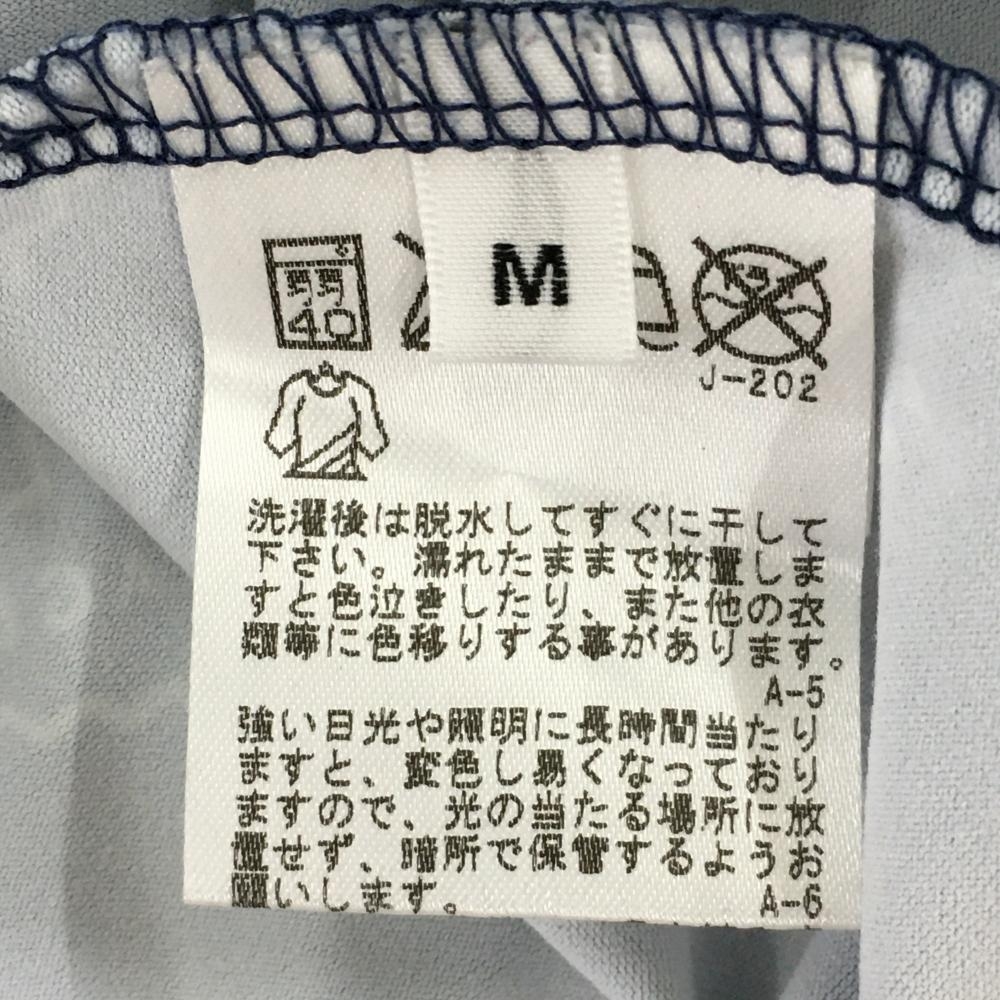 M
弱
40
J-202
洗濯後は脱水してすぐに干して
下さい。濡れたままで放置しま
すと色泣きしたり、また他の衣
類等に色移りする事があります。
A-5
強い日光や照明に長時間当たり
ますと、変色し易くなっており
ますので、光の当たる場所に放
置せず、暗所で保管するようお
願いします。
A-6